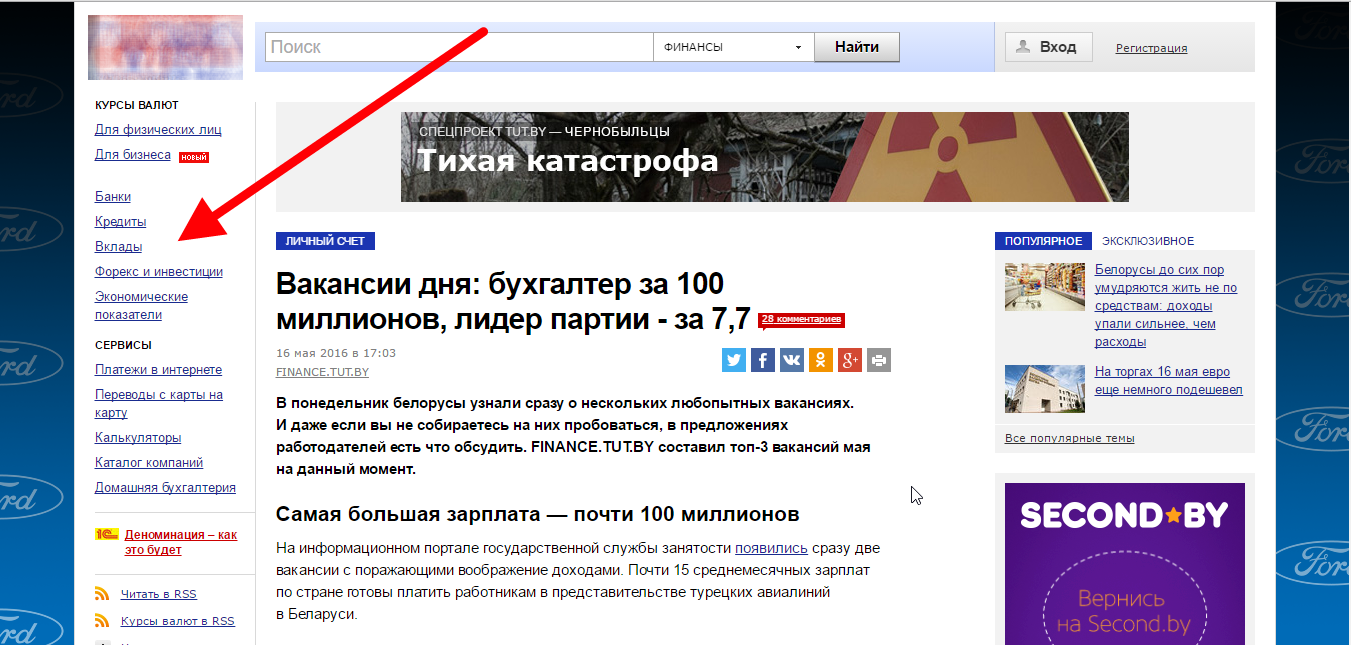 Поиск
ФИНАНСЫ
Найти
Вход
Регистрация
КУРСЫ ВАЛЮТ
Для физических лиц
Для бизнеса новый
Банки
Кредиты
Вклады
Форекс и инвестиции
Экономические
показатели
СЕРВИСЫ
Платежи в интернете
Переводы с карты на
карту
Калькуляторы
Каталог компаний
Домашняя бухгалтерия
1С Деноминация – как
это будет
Читать в RSS
Курсы валют в RSS
СПЕЦПРОЕКТ TUT.BY — ЧЕРНОБЫЛЬЦЫ
Тихая катастрофа
ЛИЧНЫЙ СЧЕТ
Вакансии дня: бухгалтер за 100
миллионов, лидер партии - за 7,7 28 комментариев
16 мая 2016 в 17:03
FINANCE.TUT.BY
В понедельник белорусы узнали сразу о нескольких любопытных вакансиях.
И даже если вы не собираетесь на них пробоваться, в предложениях
работодателей есть что обсудить. FINANCE.TUT.BY составил топ-3 вакансий мая
на данный момент.
Самая большая зарплата — почти 100 миллионов
На информационном портале государственной службы занятости появились сразу две
вакансии с поражающими воображение доходами. Почти 15 среднемесячных зарплат
по стране готовы платить работникам в представительстве турецких авиалиний
в Беларуси.
ПОПУЛЯРНОЕ ЭКСКЛЮЗИВНОЕ
Белорусы до сих пор
умудряются жить не по
средствам: доходы
упали сильнее, чем
расходы
На торгах 16 мая евро
еще немного подешевел
Все популярные темы
SECOND BY
Вернись
на Second.by
Ford
Ford
Ford
Ford